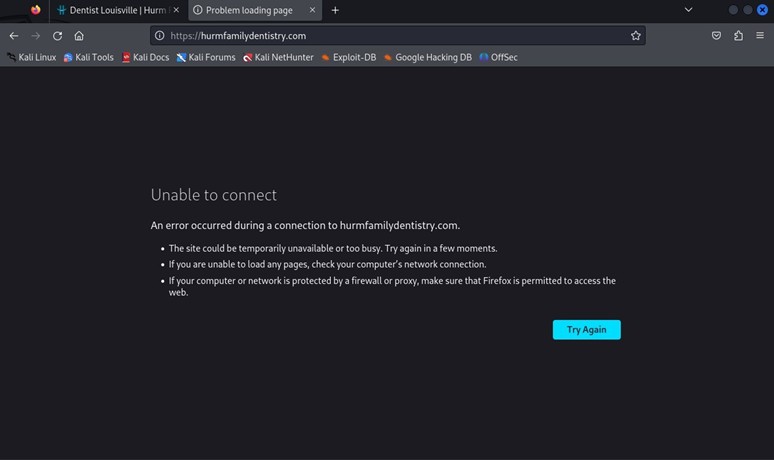 Dentist Louisville | Hurm F
Problem loading page
https://hurmfamilydentistry.com
Kali Linux Kali Tools Kali Docs Kali Forums Kali NetHunter Exploit-DB Google Hacking DB OffSec
Unable to connect
An error occurred during a connection to hurmfamilydentistry.com.
• The site could be temporarily unavailable or too busy. Try again in a few moments.
• If you are unable to load any pages, check your computer's network connection.
• If your computer or network is protected by a firewall or proxy, make sure that Firefox is permitted to access the
web.
Try Again